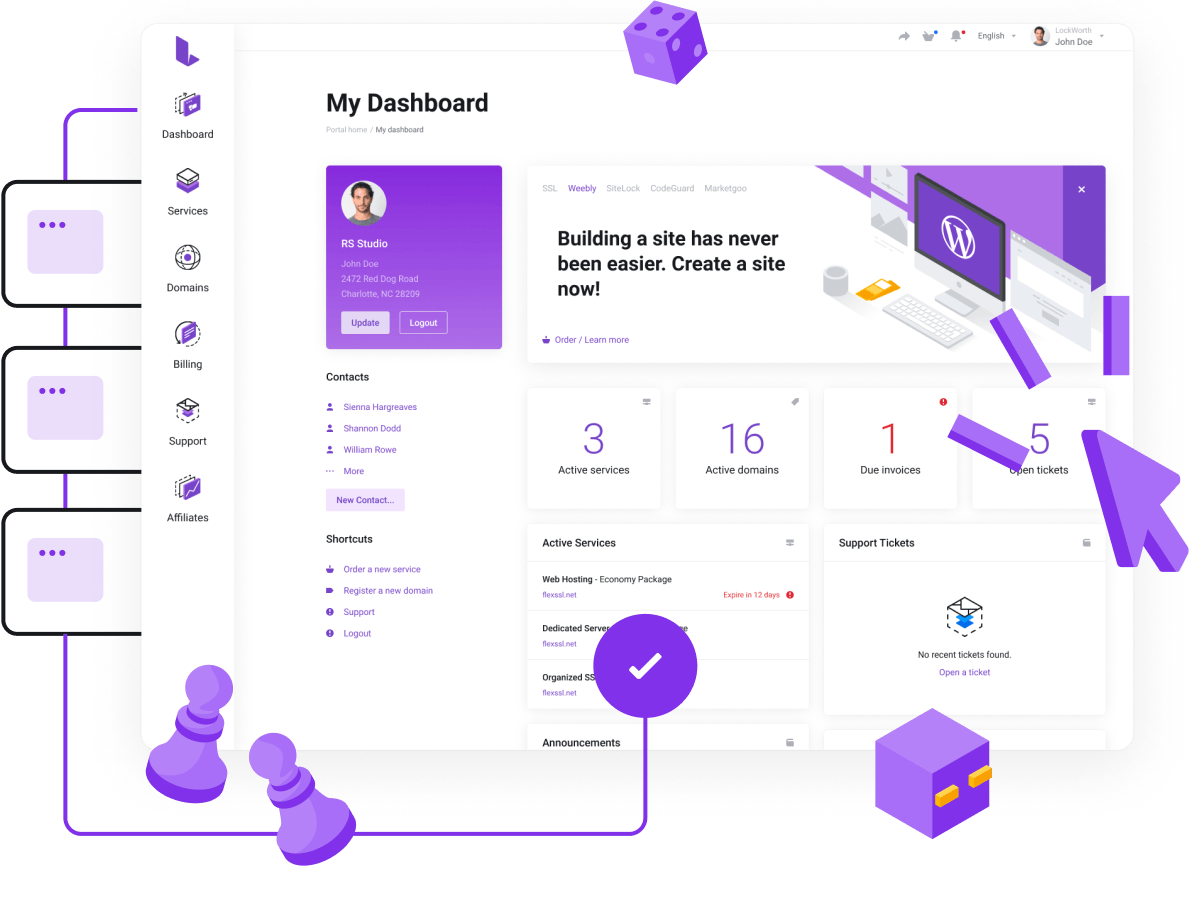 English
LockWorth
John Doe
Dashboard
Services
Domains
Billing
Support
Affiliates
My Dashboard
Portal home / My dashboard
RS Studio
John Doe
2472 Red Dog Road
Charlotte, NC 28209
Update
Logout
Contacts
Sienna Hargreaves
Shannon Dodd
William Rowe
More
New Contact...
Shortcuts
Order a new service
Register a new domain
Support
Logout
SSL Weebly SiteLock CodeGuard Marketgoo
Building a site has never
been easier. Create a site
now!
Order / Learn more
3
Active services
16
Active domains
1
Due invoices
5
Open tickets
Active Services
Web Hosting - Economy Package
flexssl.net
Expire in 12 days
Dedicated Server
flexssl.net
Organized SS
flexssl.net
Announcements
Support Tickets
No recent tickets found.
Open a ticket